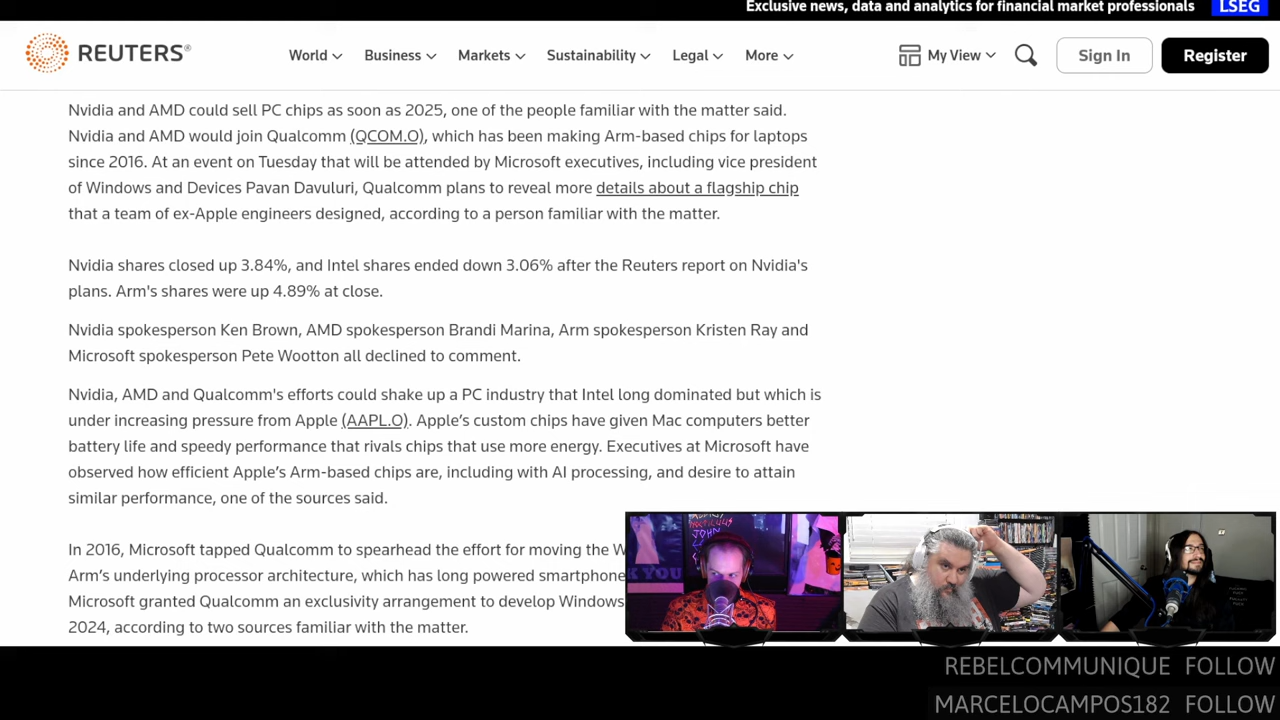 Exclusive news, data and analytics for financial market professionals LSEG
REUTERS® World Business Markets Sustainability Legal More My View Sign In Register
Nvidia and AMD could sell PC chips as soon as 2025, one of the people familiar with the matter said.
Nvidia and AMD would join Qualcomm (QCOM.O), which has been making Arm-based chips for laptops
since 2016. At an event on Tuesday that will be attended by Microsoft executives, including vice president
of Windows and Devices Pavan Davuluri, Qualcomm plans to reveal more details about a flagship chip
that a team of ex-Apple engineers designed, according to a person familiar with the matter.
Nvidia shares closed up 3.84%, and Intel shares ended down 3.06% after the Reuters report on Nvidia's
plans. Arm's shares were up 4.89% at close.
Nvidia spokesperson Ken Brown, AMD spokesperson Brandi Marina, Arm spokesperson Kristen Ray and
Microsoft spokesperson Pete Wootton all declined to comment.
Nvidia, AMD and Qualcomm's efforts could shake up a PC industry that Intel long dominated but which is
under increasing pressure from Apple (AAPL.O). Apple’s custom chips have given Mac computers better
battery life and speedy performance that rivals chips that use more energy. Executives at Microsoft have
observed how efficient Apple’s Arm-based chips are, including with AI processing, and desire to attain
similar performance, one of the sources said.
In 2016, Microsoft tapped Qualcomm to spearhead the effort for moving the W
Arm’s underlying processor architecture, which has long powered smartphone
Microsoft granted Qualcomm an exclusivity arrangement to develop Windows
2024, according to two sources familiar with the matter.
JOHN
K YOU
REBELCOMMUNIQUE FOLLOW
MARCELOCAMPOS182 FOLLOW